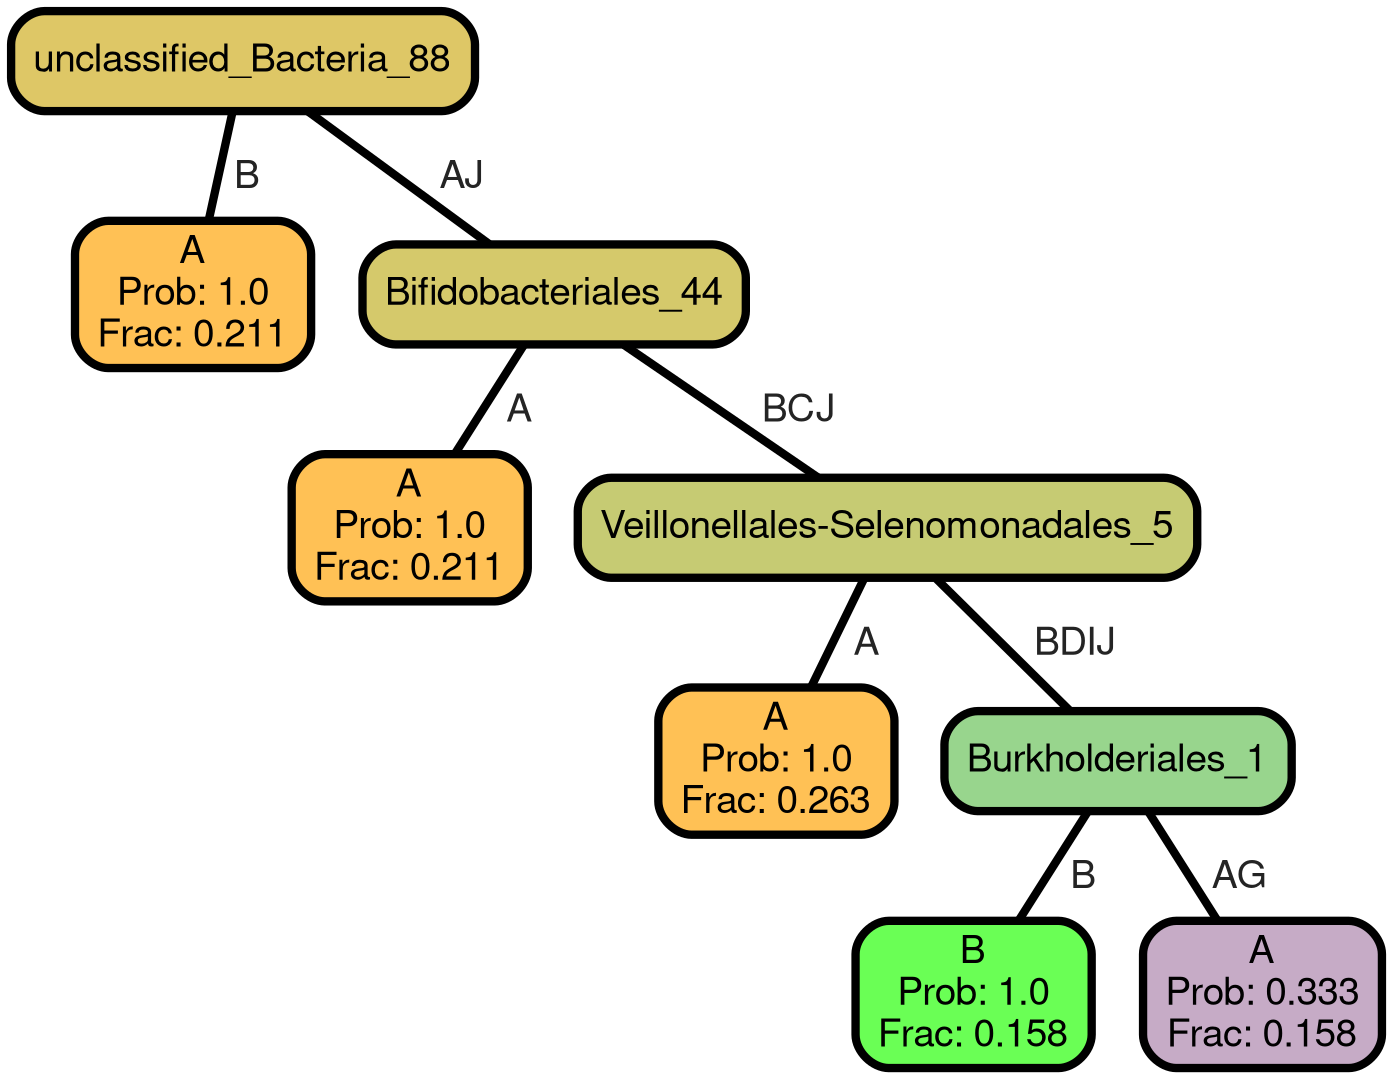 unclassified_Bacteria_88
B
AJ
A
Prob: 1.0
Frac: 0.211
Bifidobacteriales_44
A
BCJ
A
Prob: 1.0
Frac: 0.211
Veillonellales-Selenomonadales_5
A
BDIJ
A
Prob: 1.0
Frac: 0.263
Burkholderiales_1
B
AG
B
Prob: 1.0
Frac: 0.158
A
Prob: 0.333
Frac: 0.158